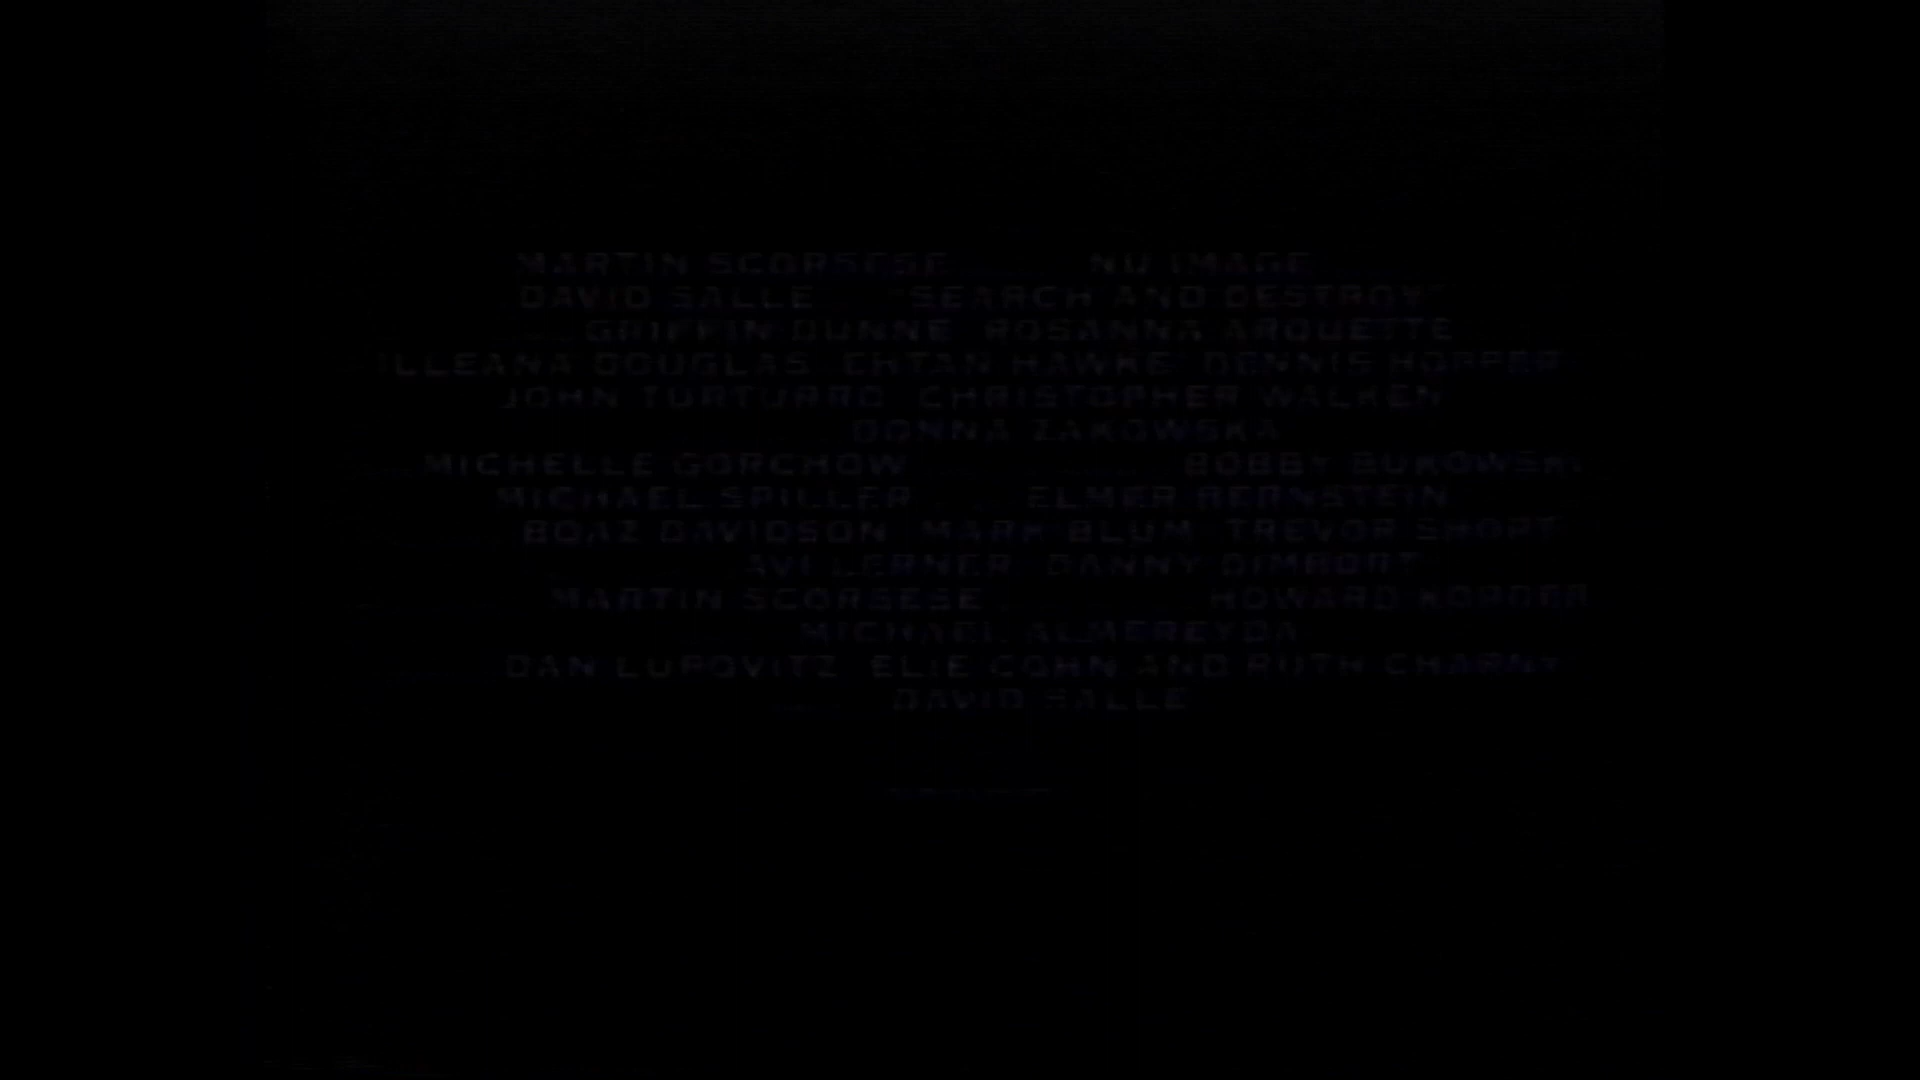 MARTIN SCORSESE NU IMAGE
DAVID SALLE "SEARCH AND DESTROY"
GRIFFIN DUNNE ROSANNA ARQUETTE
ILLEANA DOUGLAS EHTAN HAWKE DENNIS HOPPER
JOHN TURTURRO CHRISTOPHER WALKEN
DONNA ZAKOWSKA
MICHELLE GORCHOW BOBBY BUKOWSKI
MICHAEL SPILLER ELMER BERNSTEIN
BOAZ DAVIDSON MARK BLUM TREVOR SHORT
AVI LERNER DANNY DIMBORT
MARTIN SCORSESE HOWARD KORDER
MICHAEL ALMEREYDA
DAN LUPOVITZ ELIE COHN AND RUTH CHARNY
DAVID SALLE